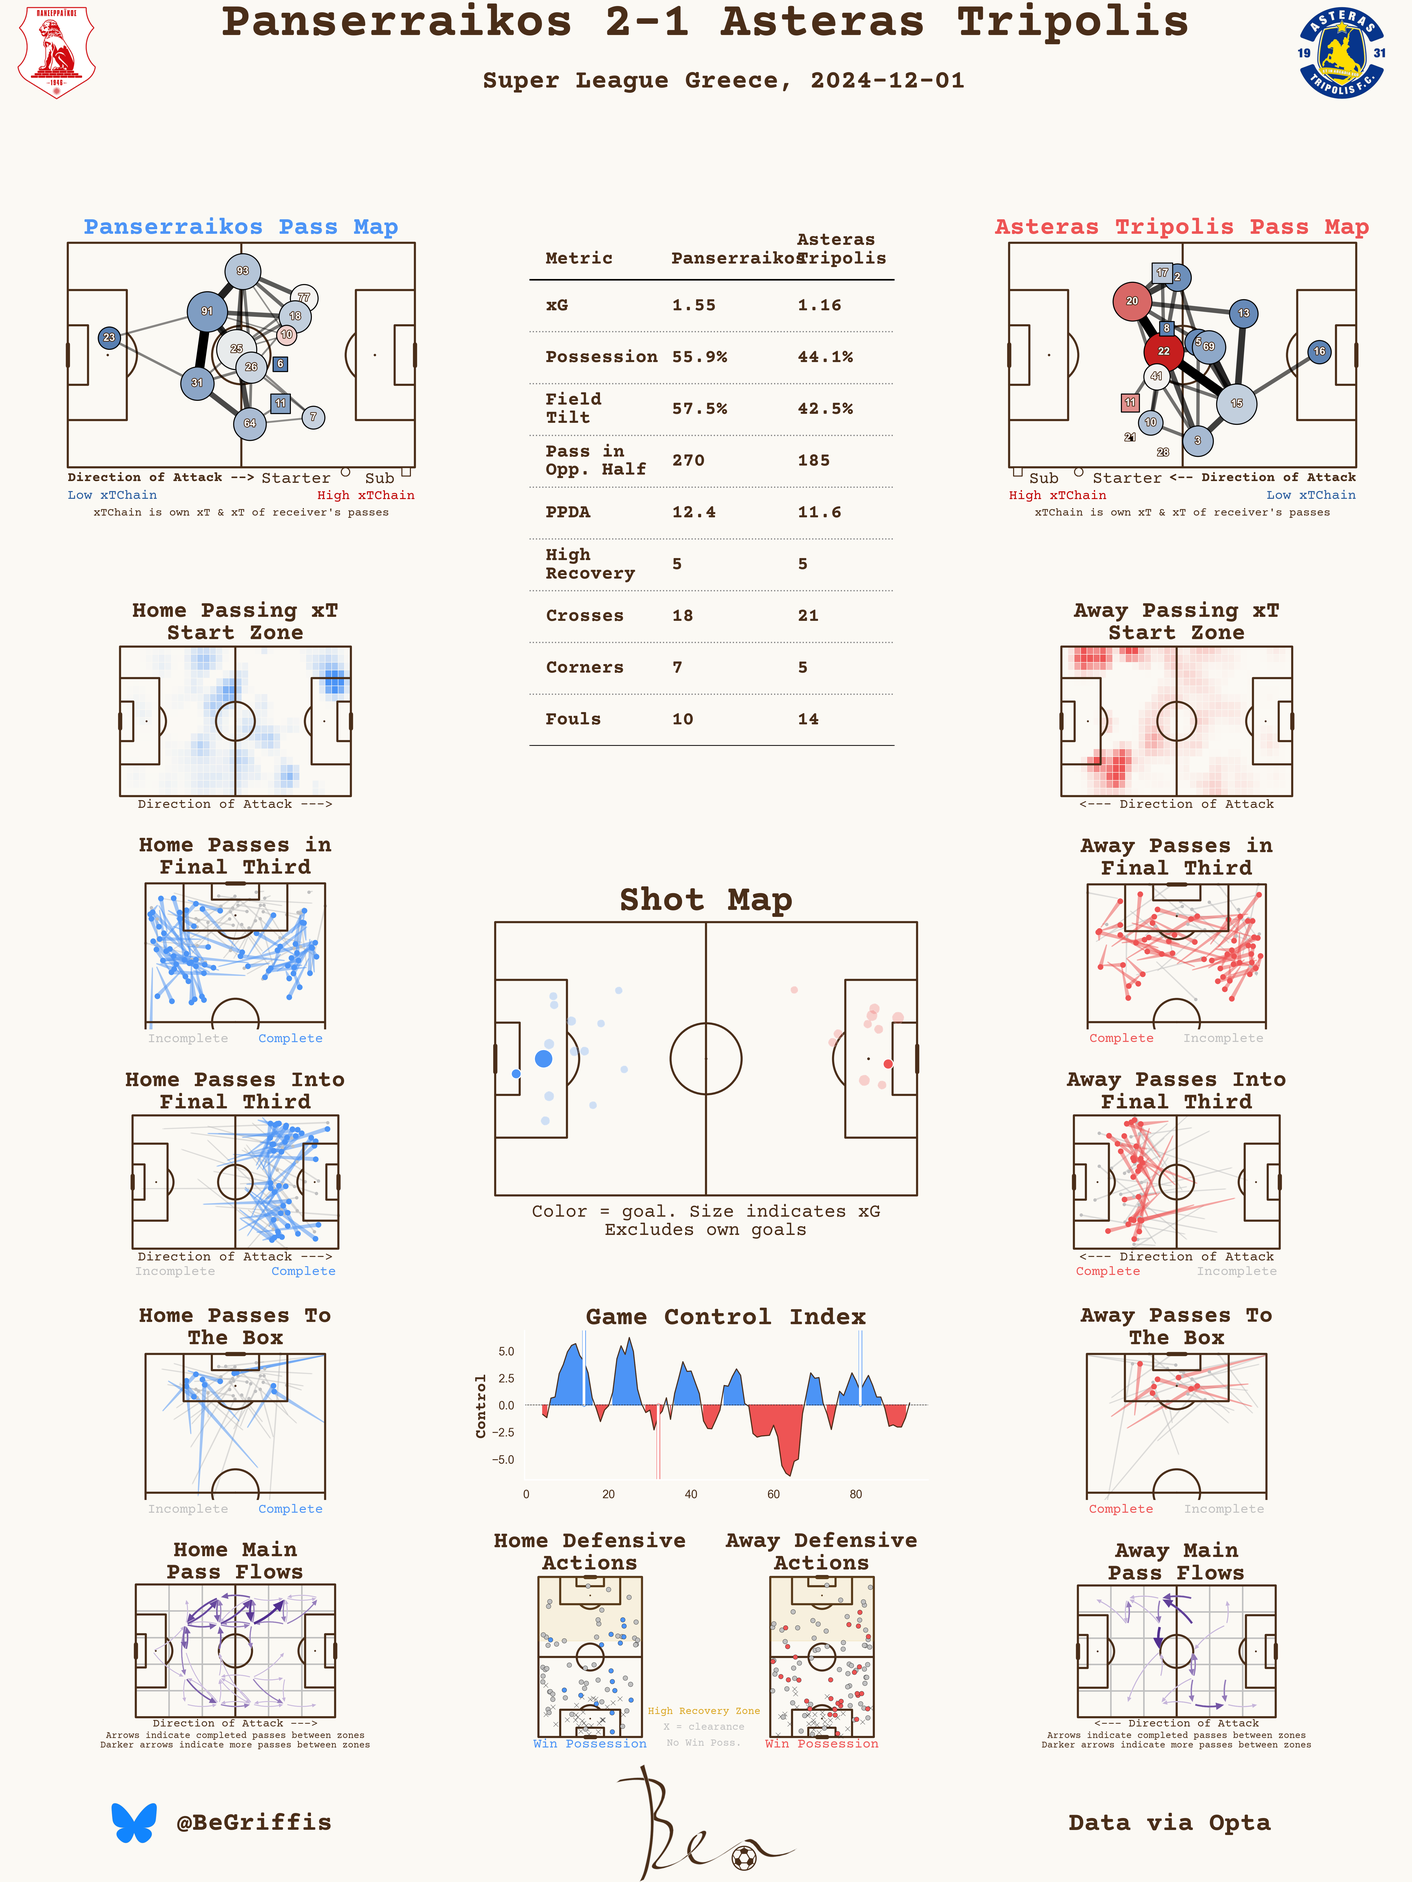 Panserraikos 2-1 Asteras Tripolis
Super League Greece, 2024-12-01
ΠΑΝΣΕΡΡΑΪΚΟΣ
1946
ASTERAS
19 31
TRIPOLIS F.C.
Panserraikos Pass Map
93
77
91
18
10
23
25
26
6
31
11
7
64
Direction of Attack --> Starter Sub
Low xTChain High xTChain
xTChain is own xT & xT of receiver's passes
Metric Panserraikos Asteras Tripolis
xG 1.55 1.16
Possession 55.9% 44.1%
Field Tilt 57.5% 42.5%
Pass in Opp. Half 270 185
PPDA 12.4 11.6
High Recovery 5 5
Crosses 18 21
Corners 7 5
Fouls 10 14
Asteras Tripolis Pass Map
17
2
20
13
8
5
69
22
16
41
11
15
10
21
3
28
Sub Starter <-- Direction of Attack
High xTChain Low xTChain
xTChain is own xT & xT of receiver's passes
Home Passing xT
Start Zone
Direction of Attack --->
Away Passing xT
Start Zone
<--- Direction of Attack
Home Passes in
Final Third
Incomplete Complete
Away Passes in
Final Third
Complete Incomplete
Shot Map
Color = goal. Size indicates xG
Excludes own goals
Home Passes Into
Final Third
Direction of Attack --->
Incomplete Complete
Away Passes Into
Final Third
<--- Direction of Attack
Complete Incomplete
Home Passes To
The Box
Incomplete Complete
Game Control Index
Control
5.0
2.5
0.0
−2.5
−5.0
0 20 40 60 80
Away Passes To
The Box
Complete Incomplete
Home Main
Pass Flows
Direction of Attack --->
Arrows indicate completed passes between zones
Darker arrows indicate more passes between zones
Home Defensive
Actions
Win Possession
High Recovery Zone
X = clearance
No Win Poss.
Away Defensive
Actions
Win Possession
Away Main
Pass Flows
<--- Direction of Attack
Arrows indicate completed passes between zones
Darker arrows indicate more passes between zones
@BeGriffis
Ben
Data via Opta